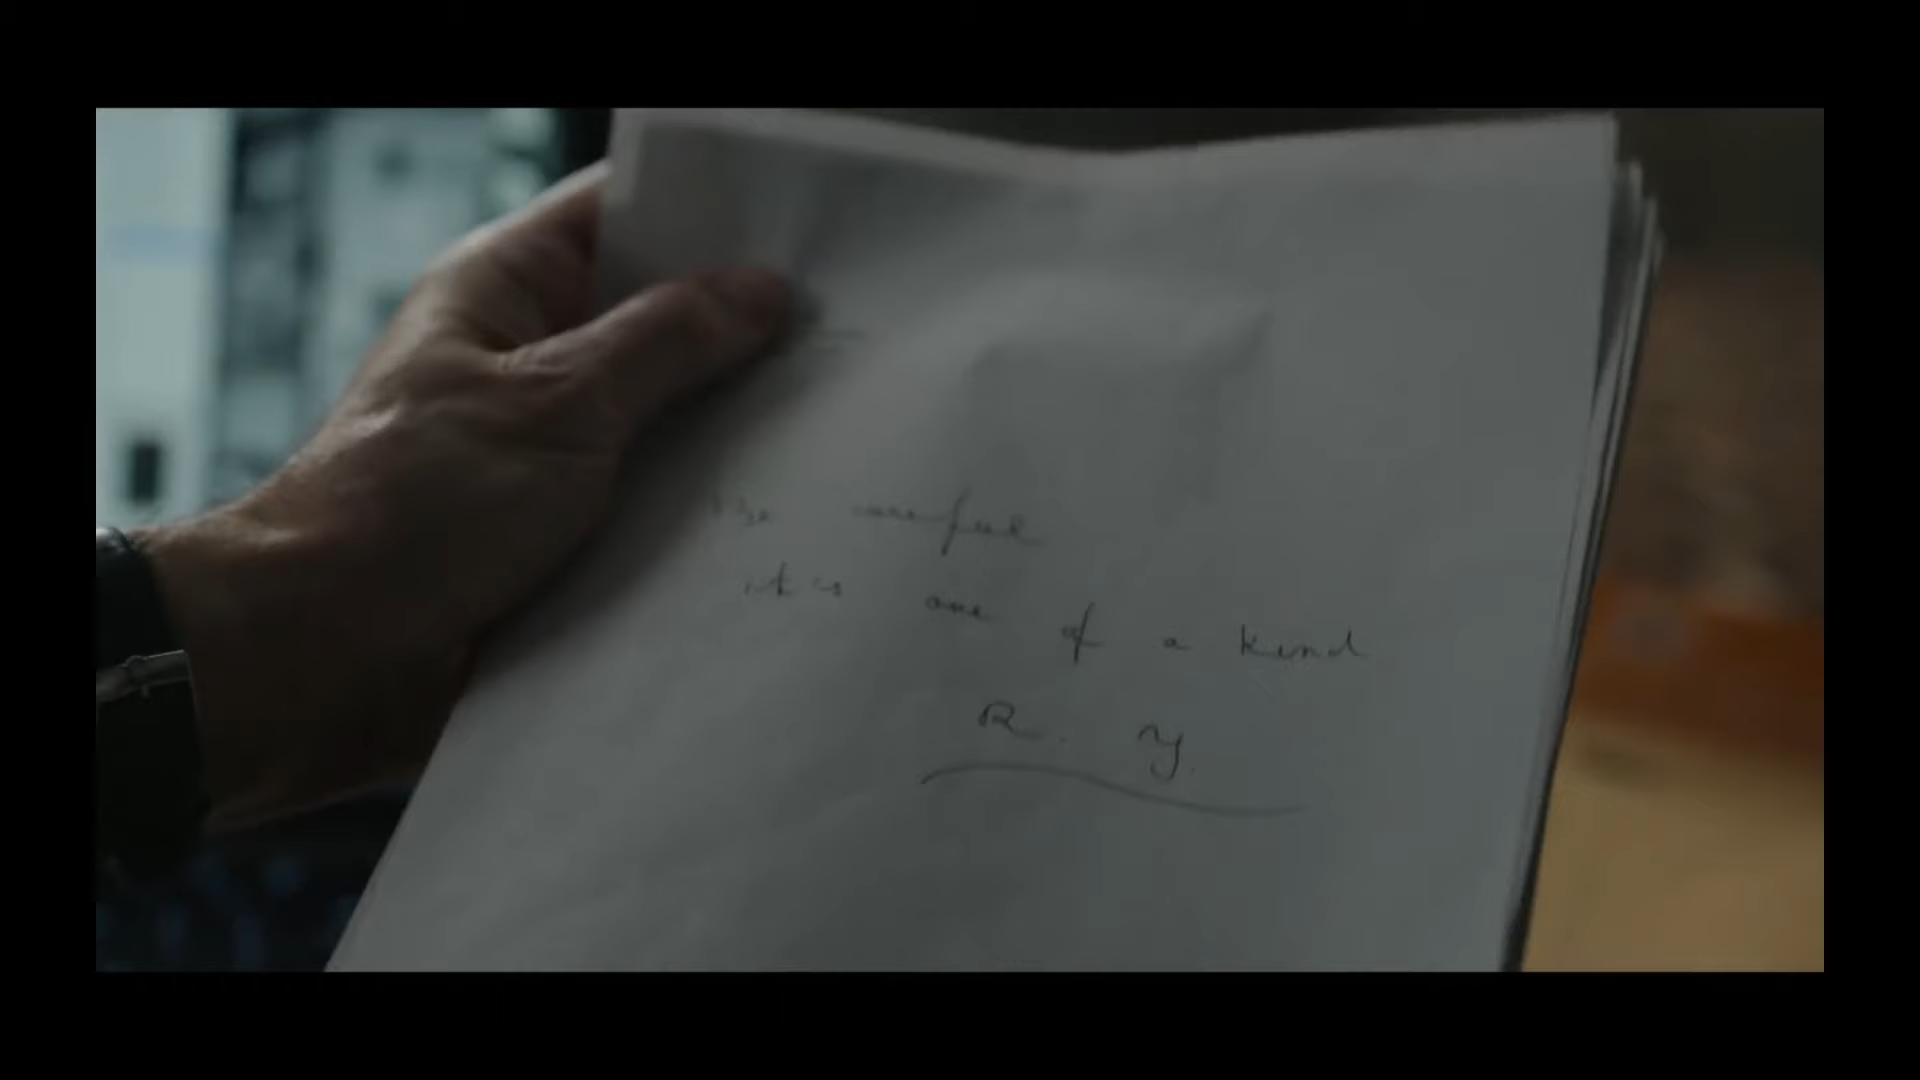 Be careful
it is one of a kind
R. Y.